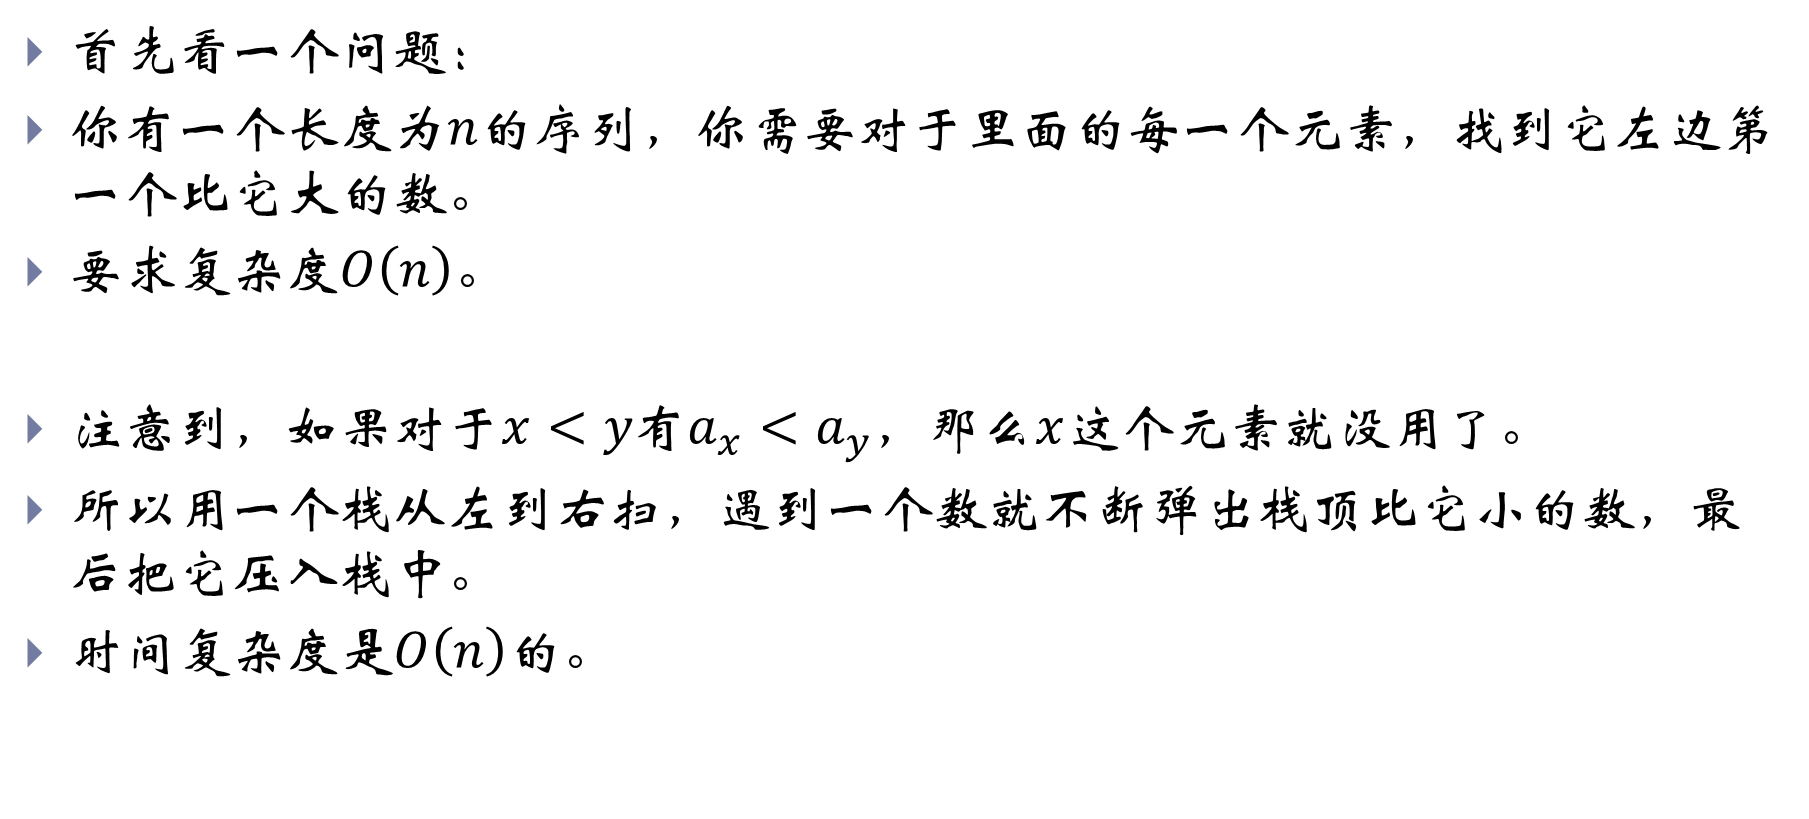 首先看一个问题：
你有一个长度为n的序列，你需要对于里面的每一个元素，找到它左边第
一个比它大的数。
要求复杂度O(n)。
注意到，如果对于x < y有aₓ < a_y，那么x这个元素就没用了。
所以用一个栈从左到右扫，遇到一个数就不断弹出栈顶比它小的数，最
后把它压入栈中。
时间复杂度是O(n)的。